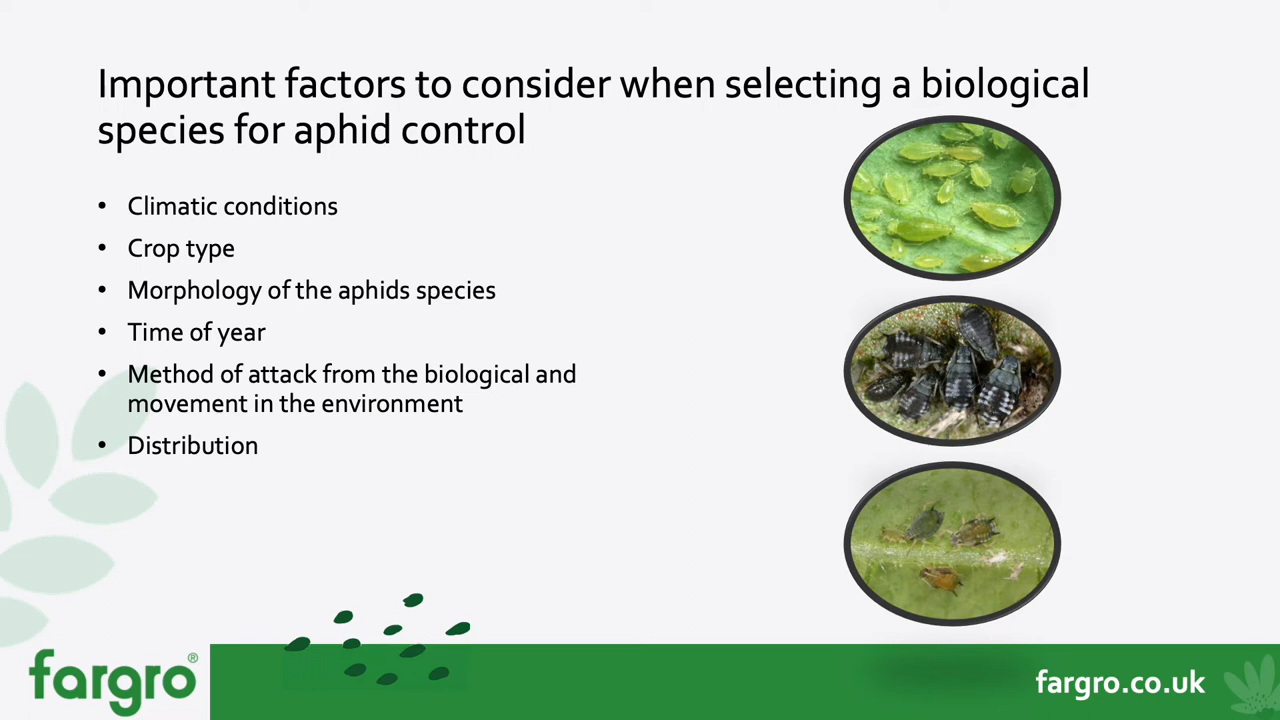 Important factors to consider when selecting a biological
species for aphid control
• Climatic conditions
• Crop type
• Morphology of the aphids species
• Time of year
• Method of attack from the biological and
movement in the environment
• Distribution
fargro®
fargro.co.uk